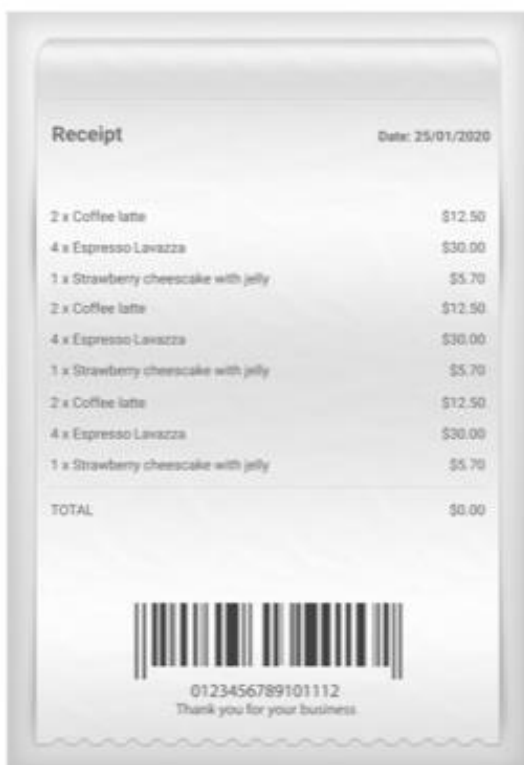 Receipt Date: 25/01/2020
2 x Coffee latte $12.50
4 x Espresso Lavazza $30.00
1 x Strawberry cheescake with jelly $5.70
2 x Coffee latte $12.50
4 x Espresso Lavazza $30.00
1 x Strawberry cheescake with jelly $5.70
2 x Coffee latte $12.50
4 x Espresso Lavazza $30.00
1 x Strawberry cheescake with jelly $5.70
TOTAL $0.00
0123456789101112
Thank you for your business